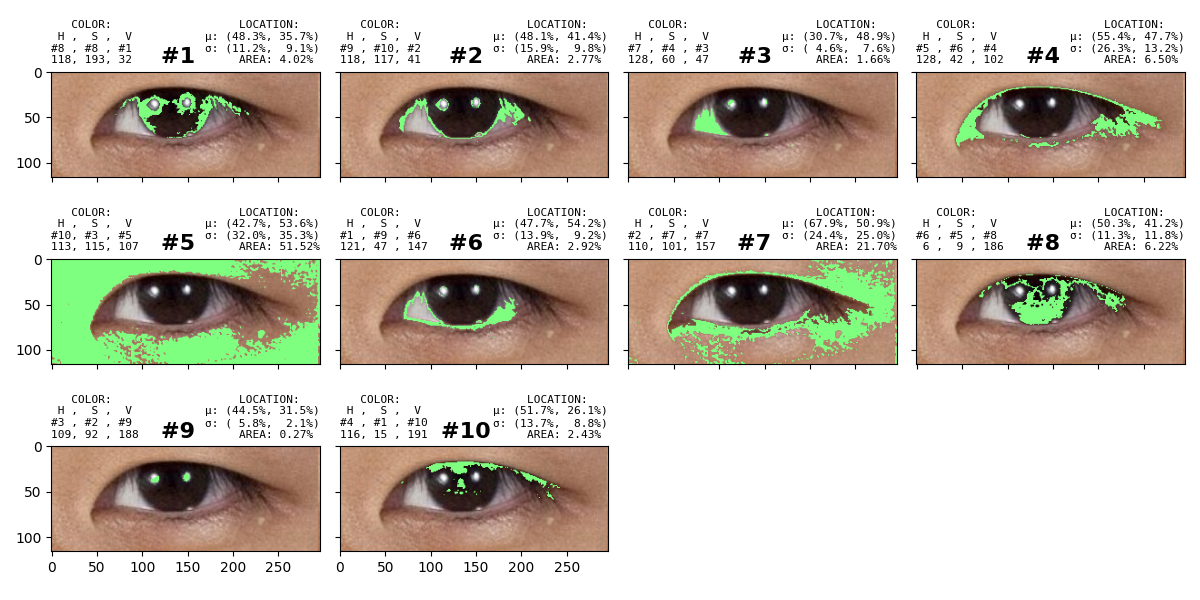 COLOR: LOCATION:
H , S , V μ: (48.3%, 35.7%)
#8 , #8 , #1 σ: (11.2%, 9.1%)
118, 193, 32 #1 AREA: 4.02%
COLOR: LOCATION:
H , S , V μ: (48.1%, 41.4%)
#9 , #10, #2 σ: (15.9%, 9.8%)
118, 117, 41 #2 AREA: 2.77%
COLOR: LOCATION:
H , S , V μ: (30.7%, 48.9%)
#7 , #4 , #3 σ: ( 4.6%, 7.6%)
128, 60 , 47 #3 AREA: 1.66%
COLOR: LOCATION:
H , S , V μ: (55.4%, 47.7%)
#5 , #6 , #4 σ: (26.3%, 13.2%)
128, 42 , 102 #4 AREA: 6.50%
0
50
100
COLOR: LOCATION:
H , S , V μ: (42.7%, 53.6%)
#10, #3 , #5 σ: (32.0%, 35.3%)
113, 115, 107 #5 AREA: 51.52%
COLOR: LOCATION:
H , S , V μ: (47.7%, 54.2%)
#1 , #9 , #6 σ: (13.9%, 9.2%)
121, 47 , 147 #6 AREA: 2.92%
COLOR: LOCATION:
H , S , V μ: (67.9%, 50.9%)
#2 , #7 , #7 σ: (24.4%, 25.0%)
110, 101, 157 #7 AREA: 21.70%
COLOR: LOCATION:
H , S , V μ: (50.3%, 41.2%)
#6 , #5 , #8 σ: (11.3%, 11.8%)
6 , 9 , 186 #8 AREA: 6.22%
0
50
100
COLOR: LOCATION:
H , S , V μ: (44.5%, 31.5%)
#3 , #2 , #9 σ: ( 5.8%, 2.1%)
109, 92 , 188 #9 AREA: 0.27%
COLOR: LOCATION:
H , S , V μ: (51.7%, 26.1%)
#4 , #1 , #10 σ: (13.7%, 8.8%)
116, 15 , 191 #10 AREA: 2.43%
0
50
100
0 50 100 150 200 250
0 50 100 150 200 250